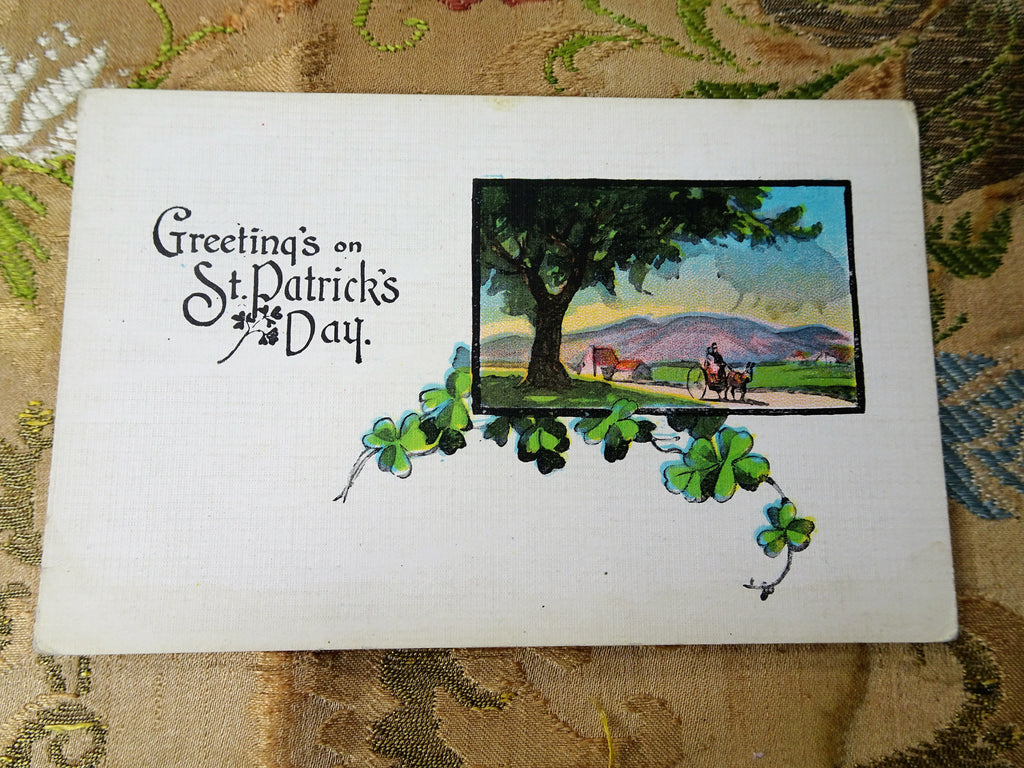 Greeting's on
St. Patrick's
Day.